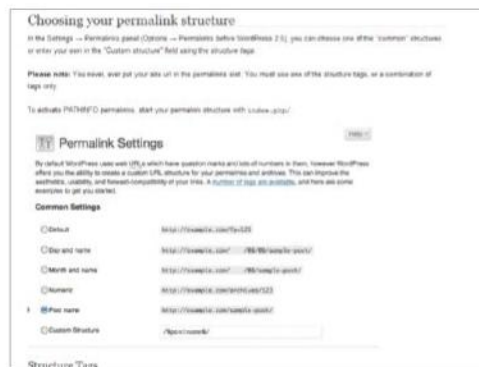 Choosing your permalink structure
In the Settings → Permalinks panel (Options → Permalinks before WordPress 2.5), you can choose one of the "common" structures
or enter your own in the "Custom structure" field using the structure tags.
Please note: You never, ever put your site url in the permalinks slot. You must use one of the structure tags, or a combination of
tags only.
To activate PATHINFO permalinks, start your permalink structure with index.php/.
Help
Permalink Settings
By default WordPress uses web URLs which have question marks and lots of numbers in them, however WordPress
offers you the ability to create a custom URL structure for your permalinks and archives. This can improve the
aesthetics, usability, and forward-compatibility of your links. A number of tags are available, and here are some
examples to get you started.
Common Settings
Default http://example.com/?p=123
Day and name http://example.com/ /08/08/sample-post/
Month and name http://example.com/ /08/sample-post/
Numeric http://example.com/archives/123
Post name http://example.com/sample-post/
Custom Structure /%postname%/
Structure Tags